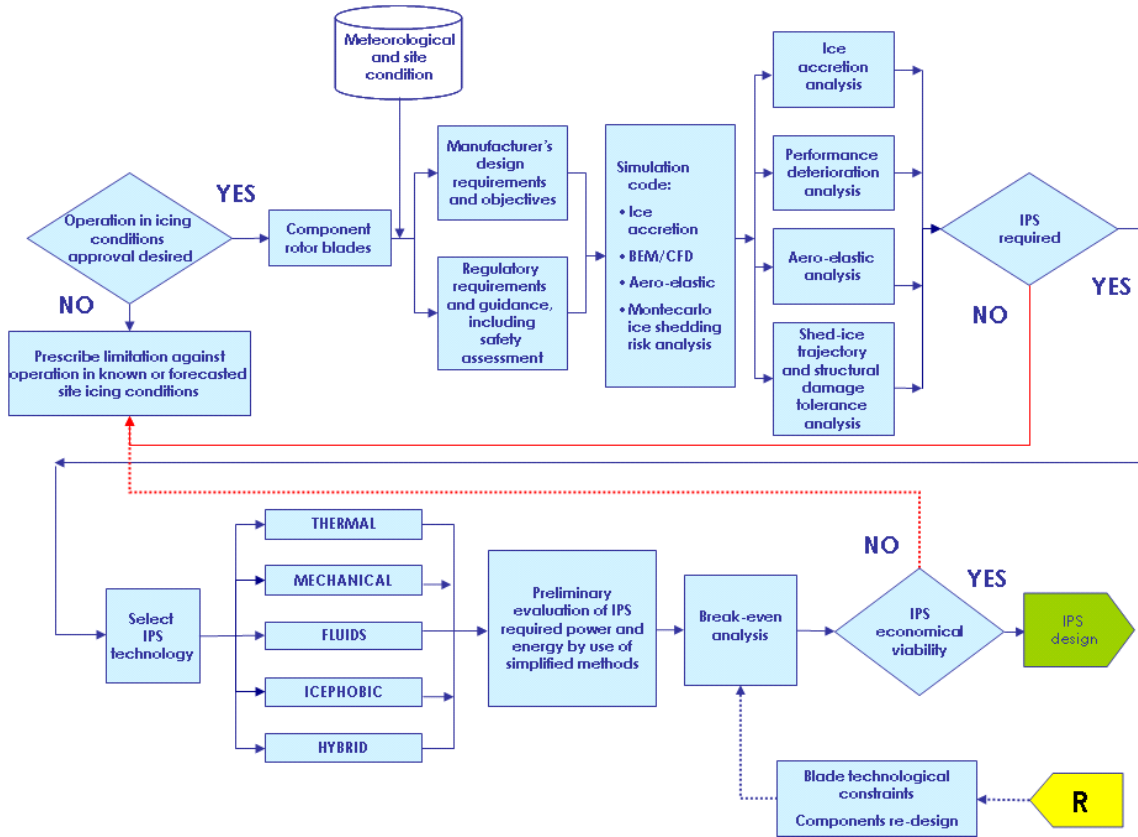 Meteorological
and site
condition
Ice
accretion
analysis
Manufacturer's
design
requirements
and objectives
Simulation
code:
• Ice
accretion
• BEM/CFD
• Aero-elastic
• Montecarlo
ice shedding
risk analysis
Performance
deterioration
analysis
YES
Operation in icing
conditions
approval desired
Component
rotor blades
IPS
required
Regulatory
requirements
and guidance,
including
safety
assessment
Aero-elastic
analysis
YES
NO
NO
Prescribe limitation against
operation in known or forecasted
site icing conditions
Shed-ice
trajectory
and structural
damage
tolerance
analysis
Select
IPS
technology
THERMAL
MECHANICAL
FLUIDS
ICEPHOBIC
HYBRID
Preliminary
evaluation of IPS
required power and
energy by use of
simplified methods
Break-even
analysis
NO
YES
IPS
economical
viability
IPS
design
Blade technological
constraints
Components re-design
R